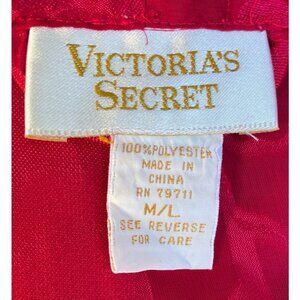 VICTORIA'S
SECRET
100%POLYESTER
MADE IN
CHINA
RN 79711
M/L
SEE REVERSE
FOR CARE